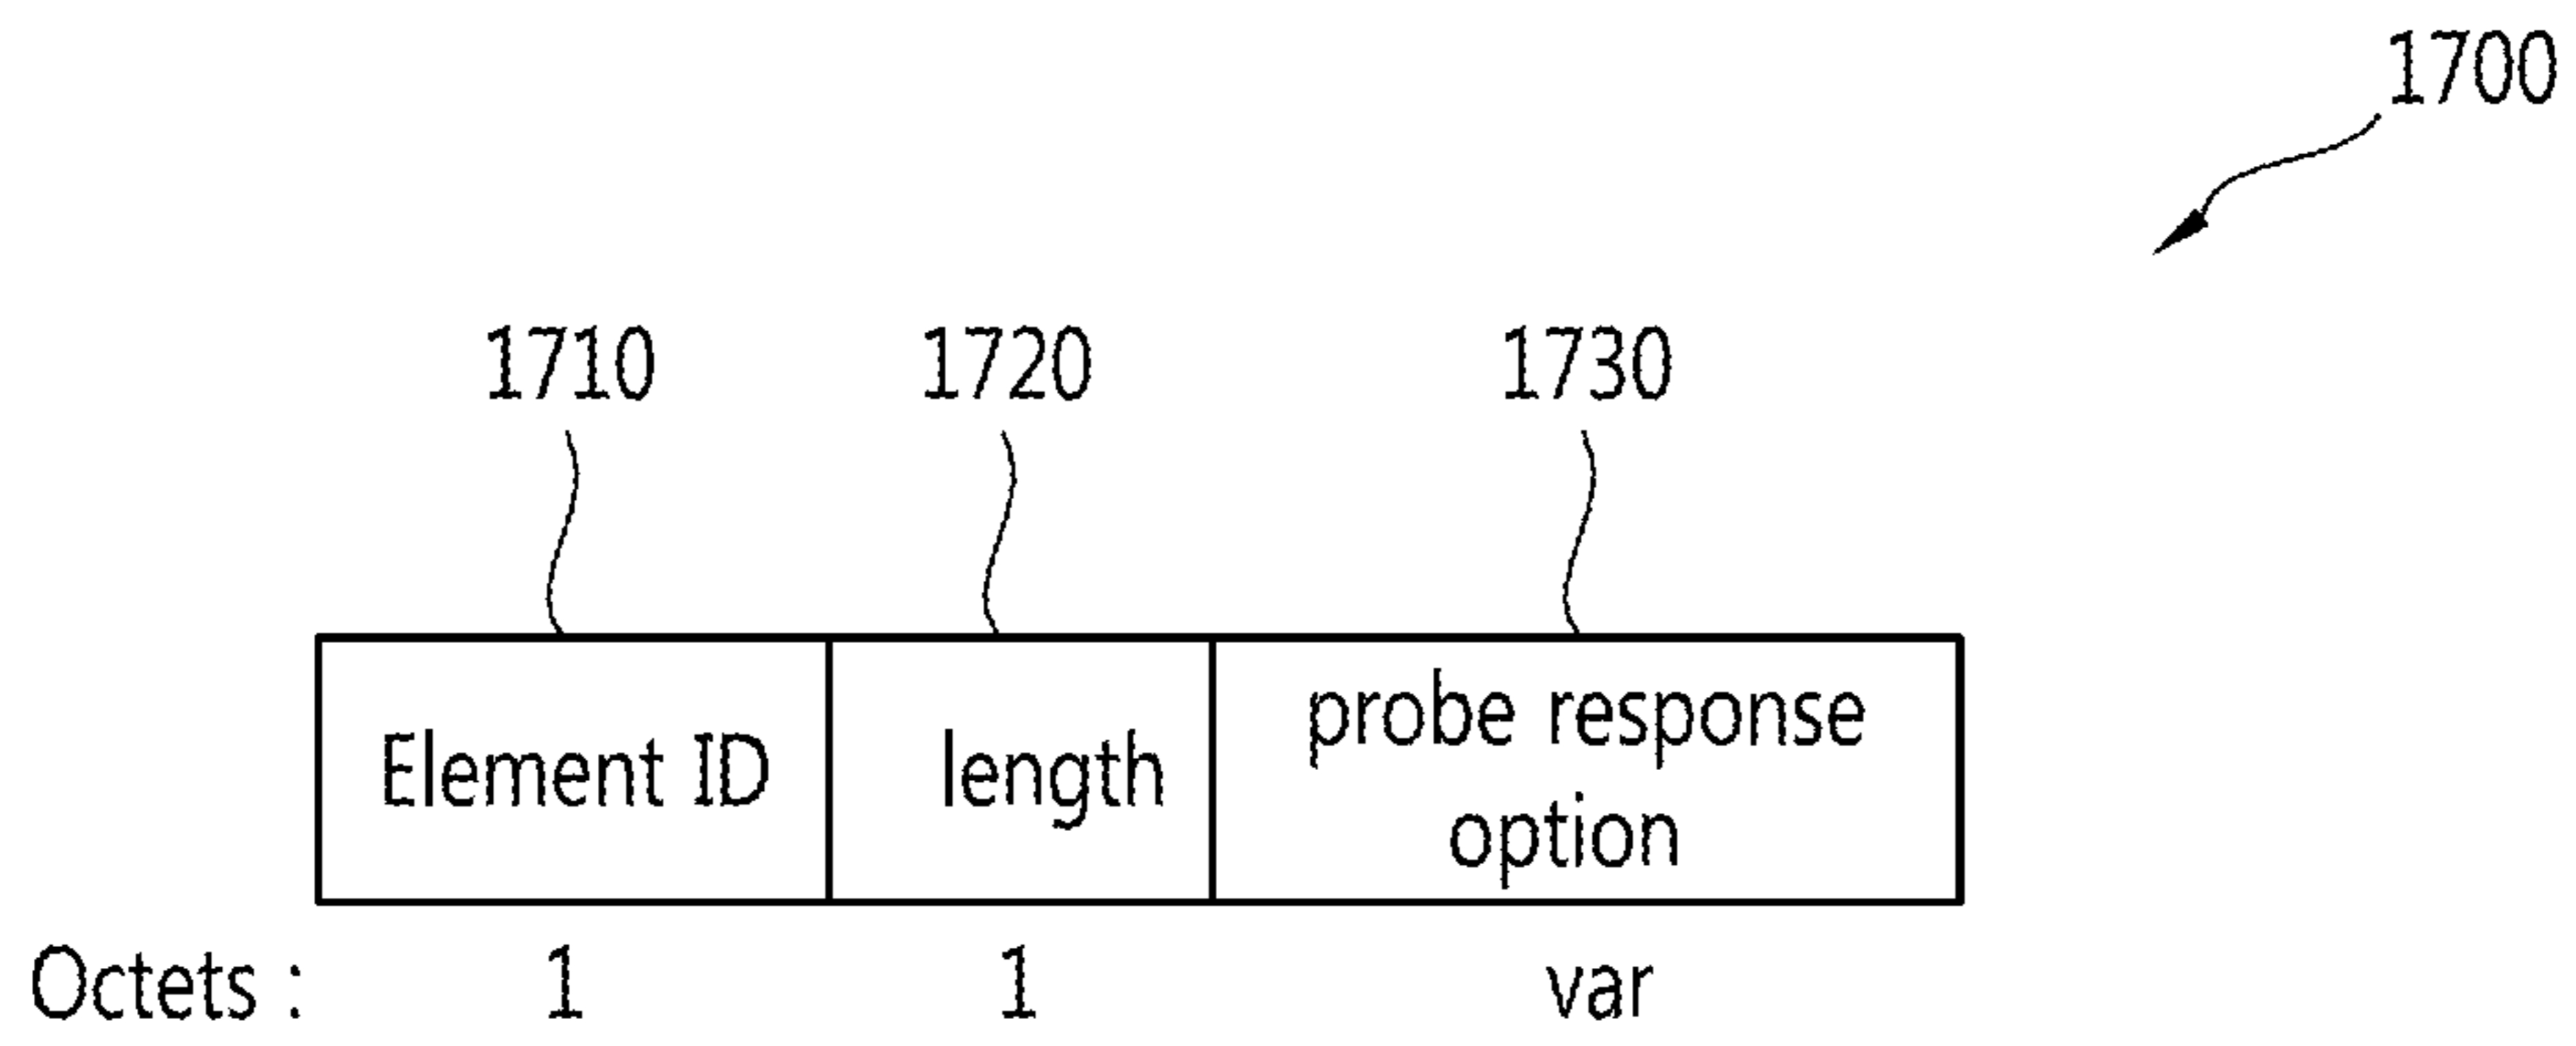 1700
1710 1720 1730
Element ID length probe response
option
Octets : 1 1 var